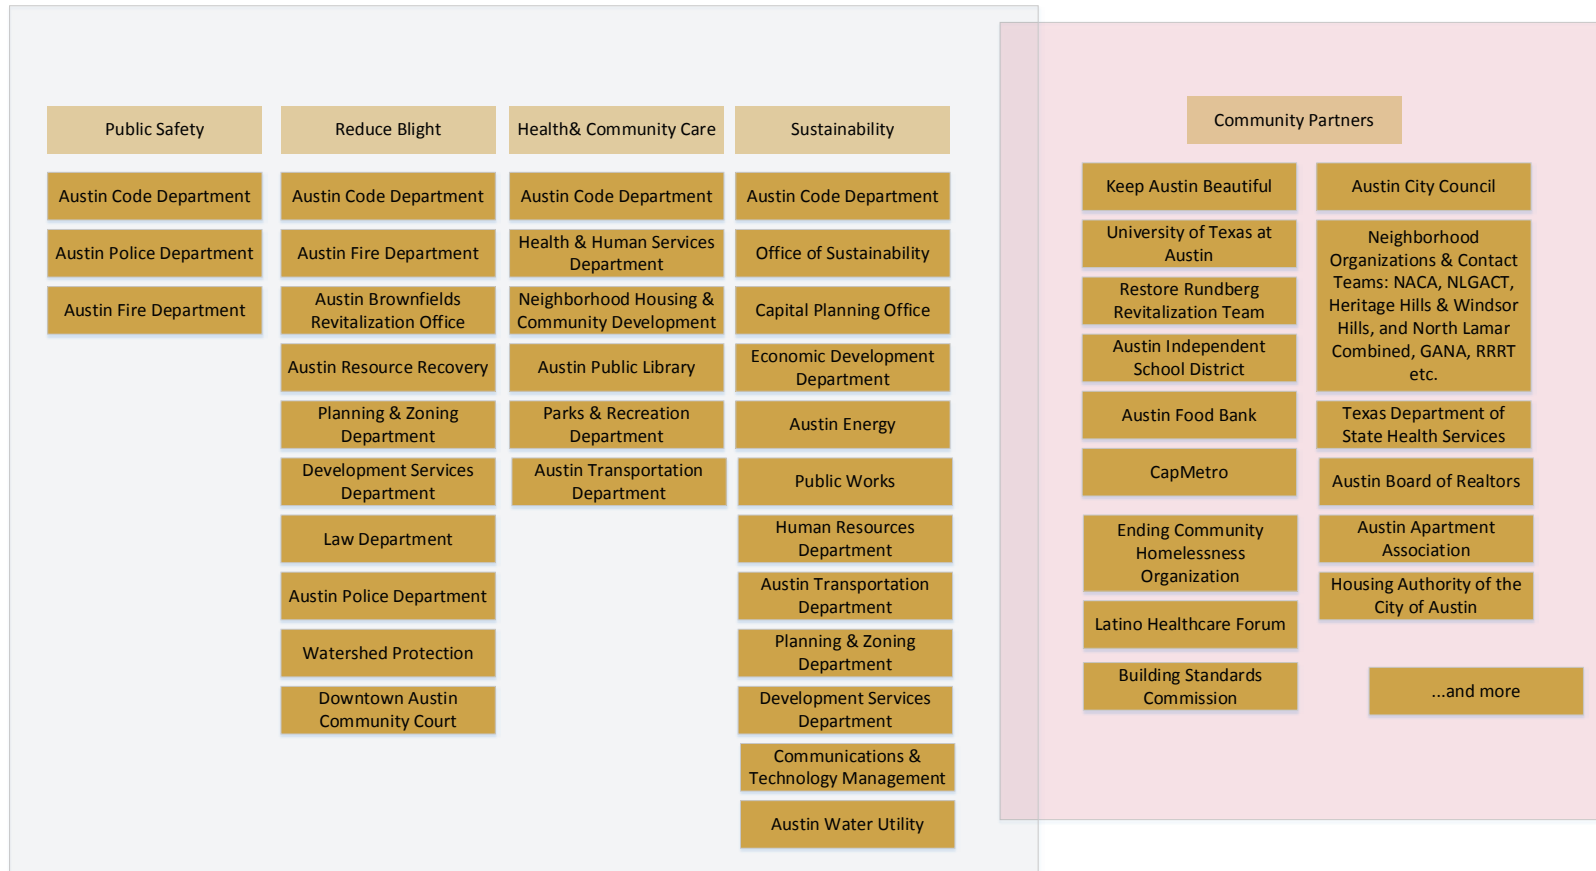 Public Safety
Austin Code Department
Austin Police Department
Austin Fire Department
Reduce Blight
Austin Code Department
Austin Fire Department
Austin Brownfields
Revitalization Office
Austin Resource Recovery
Planning & Zoning
Department
Development Services
Department
Law Department
Austin Police Department
Watershed Protection
Downtown Austin
Community Court
Health& Community Care
Austin Code Department
Health & Human Services
Department
Neighborhood Housing &
Community Development
Austin Public Library
Parks & Recreation
Department
Austin Transportation
Department
Sustainability
Austin Code Department
Office of Sustainability
Capital Planning Office
Economic Development
Department
Austin Energy
Public Works
Human Resources
Department
Austin Transportation
Department
Planning & Zoning
Department
Development Services
Department
Communications &
Technology Management
Austin Water Utility
Community Partners
Keep Austin Beautiful
University of Texas at
Austin
Restore Rundberg
Revitalization Team
Austin Independent
School District
Austin Food Bank
CapMetro
Ending Community
Homelessness
Organization
Latino Healthcare Forum
Building Standards
Commission
Austin City Council
Neighborhood
Organizations & Contact
Teams: NACA, NLGACT,
Heritage Hills & Windsor
Hills, and North Lamar
Combined, GANA, RRRT
etc.
Texas Department of
State Health Services
Austin Board of Realtors
Austin Apartment
Association
Housing Authority of the
City of Austin
...and more